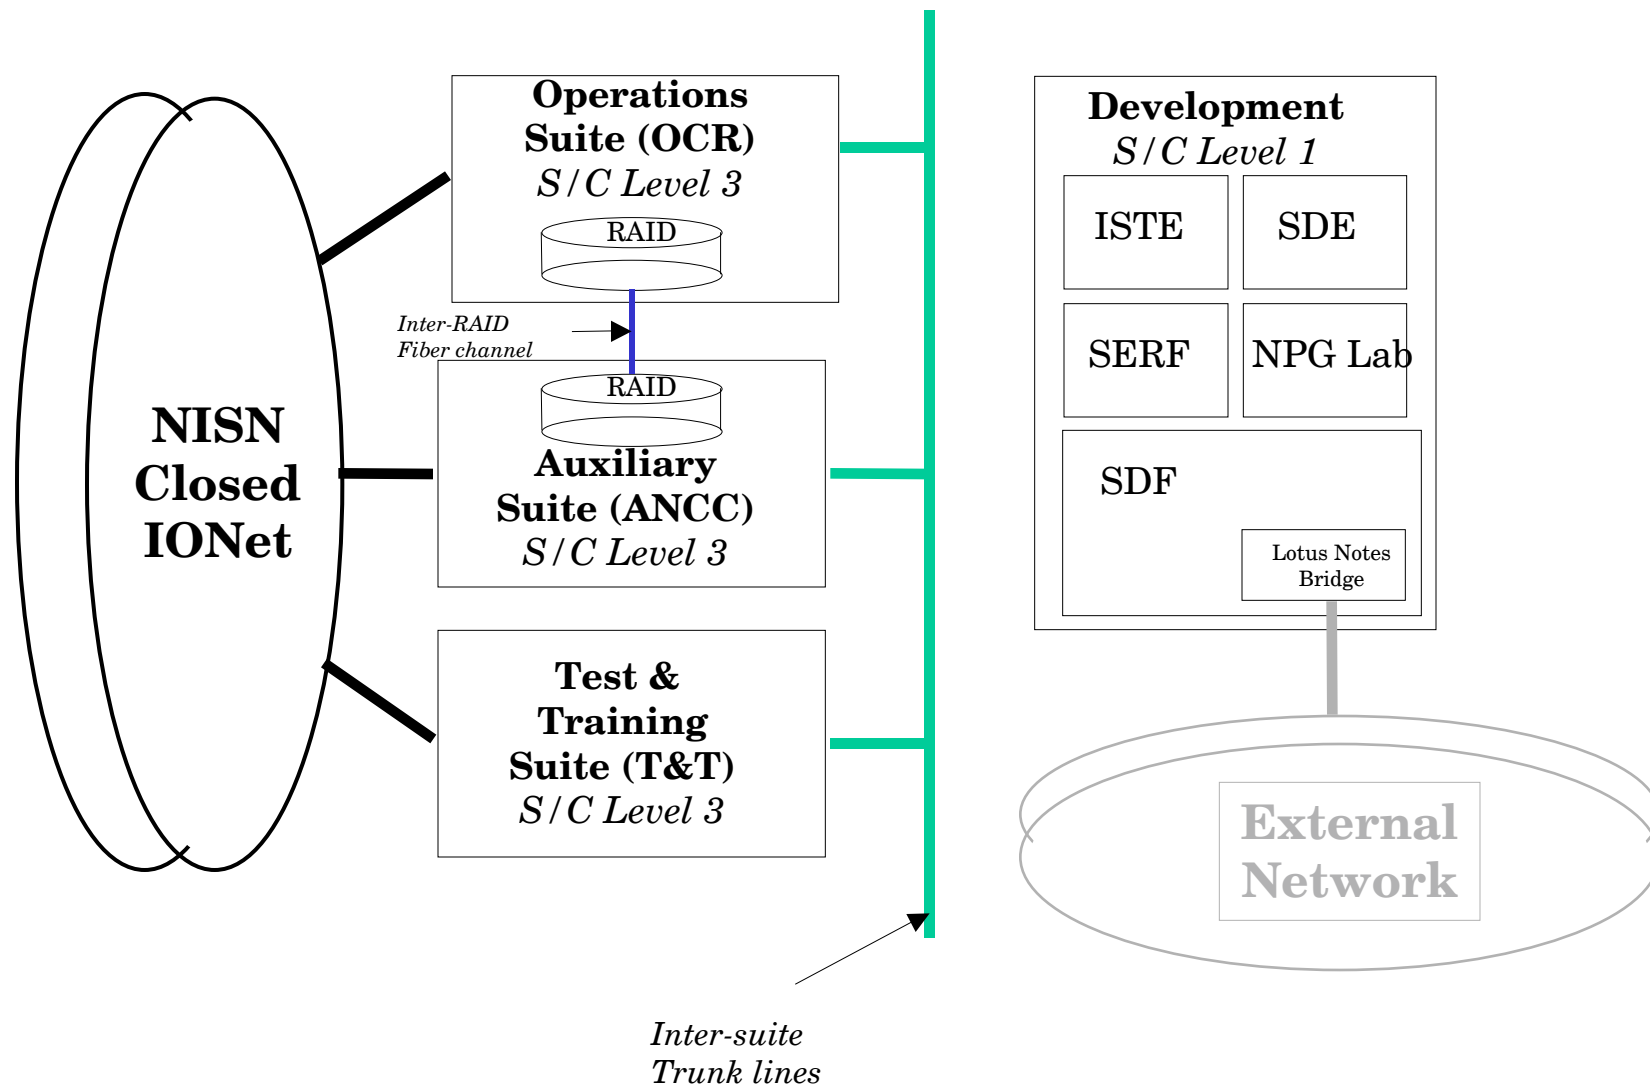 NISN
Closed
IONet
Operations
Suite (OCR)
S/C Level 3
RAID
Inter-RAID
Fiber channel
RAID
Auxiliary
Suite (ANCC)
S/C Level 3
Test &
Training
Suite (T&T)
S/C Level 3
Inter-suite
Trunk lines
Development
S/C Level 1
ISTE
SDE
SERF
NPG Lab
SDF
Lotus Notes
Bridge
External
Network